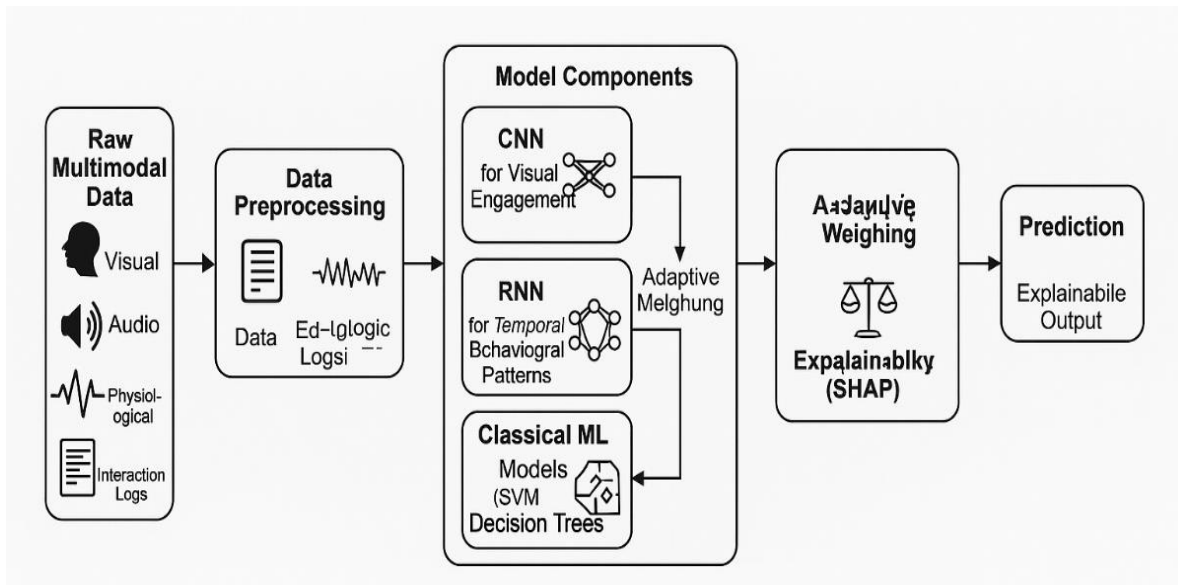 Raw
Multimodal
Data
Visual
Audio
Physiol-
ogical
Interaction
Logs
Data
Preprocessing
Data
Logsi
Model Components
CNN
for Visual
Engagement
RNN
for Temporal
Bchaviogral
Patterns
Classical ML
Models
(SVM
Decision Trees
Adaptive
Melghung
Weighing
(SHAP)
Prediction
Explainabile
Output